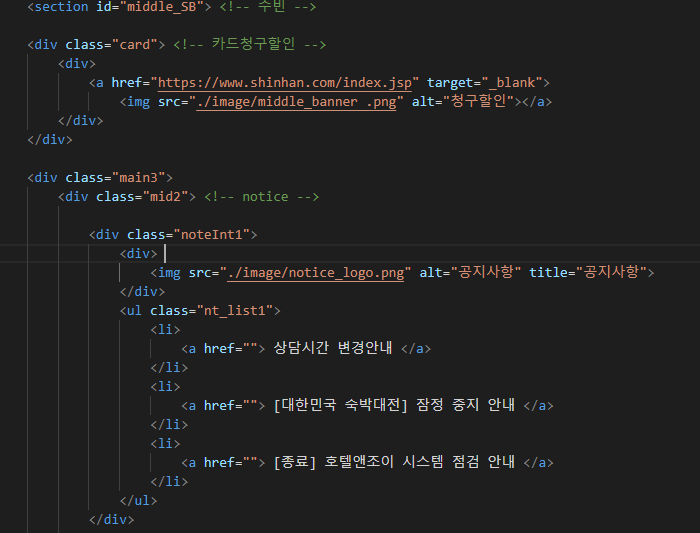 <section id="middle_SB"> <!-- 수빈 -->
<div class="card"> <!-- 카드청구할인 -->
<div>
<a href="https://www.shinhan.com/index.jsp" target="_blank">
<img src="./image/middle_banner .png" alt="청구할인"></a>
</div>
</div>
<div class="main3">
<div class="mid2"> <!-- notice -->
<div class="noteInt1">
<div>
<img src="./image/notice_logo.png" alt="공지사항" title="공지사항">
</div>
<ul class="nt_list1">
<li>
<a href=""> 상담시간 변경안내 </a>
</li>
<li>
<a href=""> [대한민국 숙박대전] 잠정 중지 안내 </a>
</li>
<li>
<a href=""> [종료] 호텔앤조이 시스템 점검 안내 </a>
</li>
</ul>
</div>